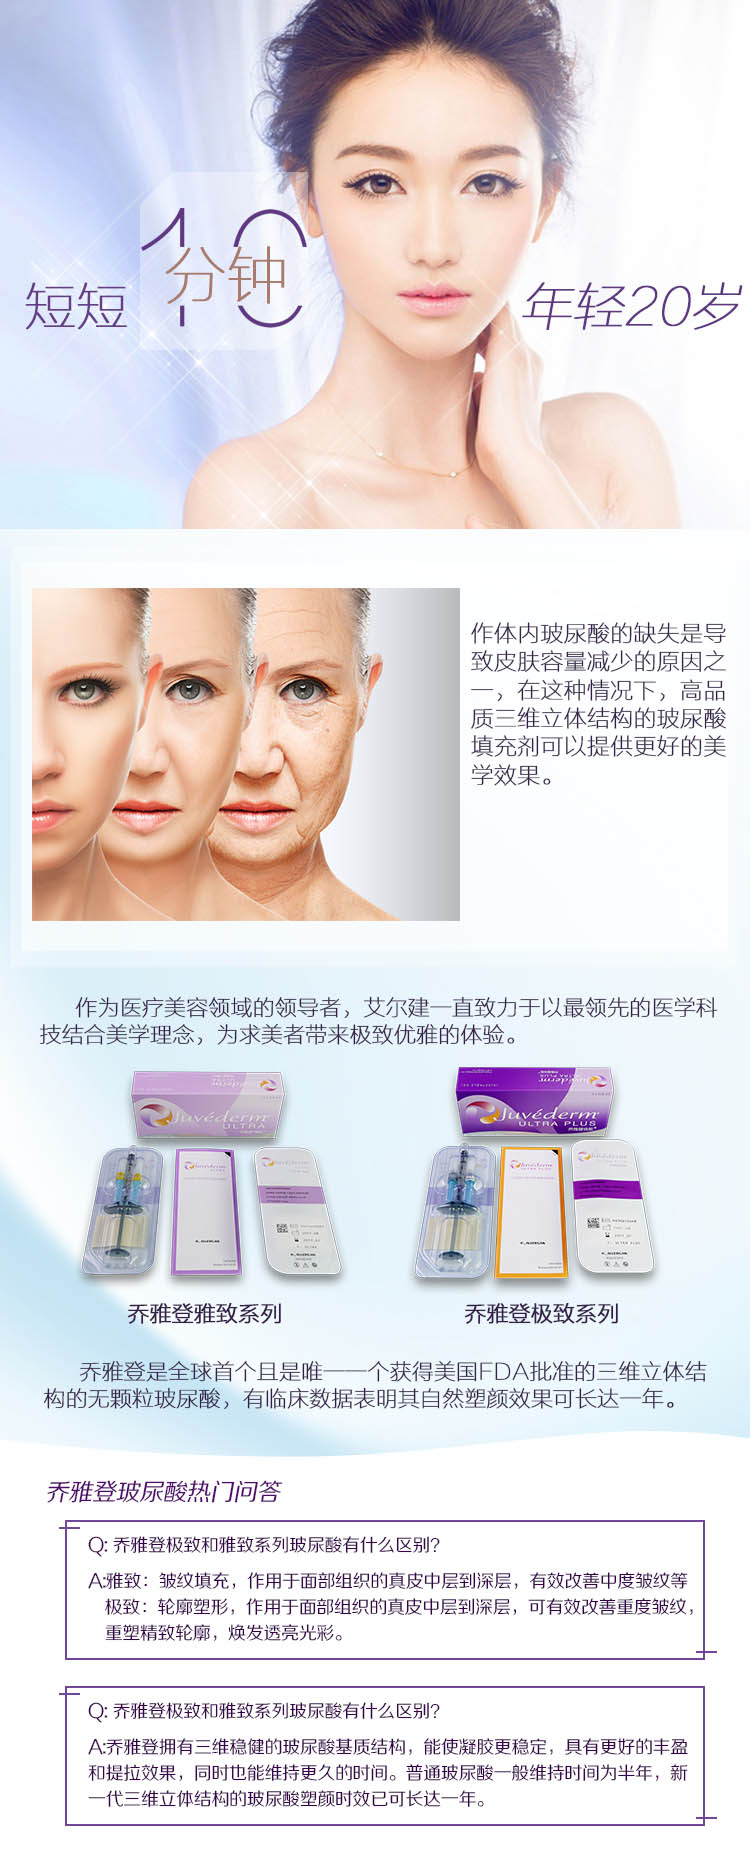 短短
10
分钟
年轻20岁
作体内玻尿酸的缺失是导
致皮肤容量减少的原因之
一，在这种情况下，高品
质三维立体结构的玻尿酸
填充剂可以提供更好的美
学效果。
作为医疗美容领域的领导者，艾尔建一直致力于以最领先的医学科
技结合美学理念，为求美者带来极致优雅的体验。
Juvéderm
ULTRA
Juvéderm
ULTRA PLUS
乔雅登雅致系列
乔雅登极致系列
乔雅登是全球首个且是唯一一个获得美国FDA批准的三维立体结
构的无颗粒玻尿酸，有临床数据表明其自然塑颜效果可长达一年。
乔雅登玻尿酸热门问答
Q: 乔雅登极致和雅致系列玻尿酸有什么区别？
A:雅致：皱纹填充，作用于面部组织的真皮中层到深层，有效改善中度皱纹等
极致：轮廓塑形，作用于面部组织的真皮中层到深层，可有效改善重度皱纹，
重塑精致轮廓，焕发透亮光彩。
Q: 乔雅登极致和雅致系列玻尿酸有什么区别？
A:乔雅登拥有三维稳健的玻尿酸基质结构，能使凝胶更稳定，具有更好的丰盈
和提拉效果，同时也能维持更久的时间。普通玻尿酸一般维持时间为半年，新
一代三维立体结构的玻尿酸塑颜时效已可长达一年。